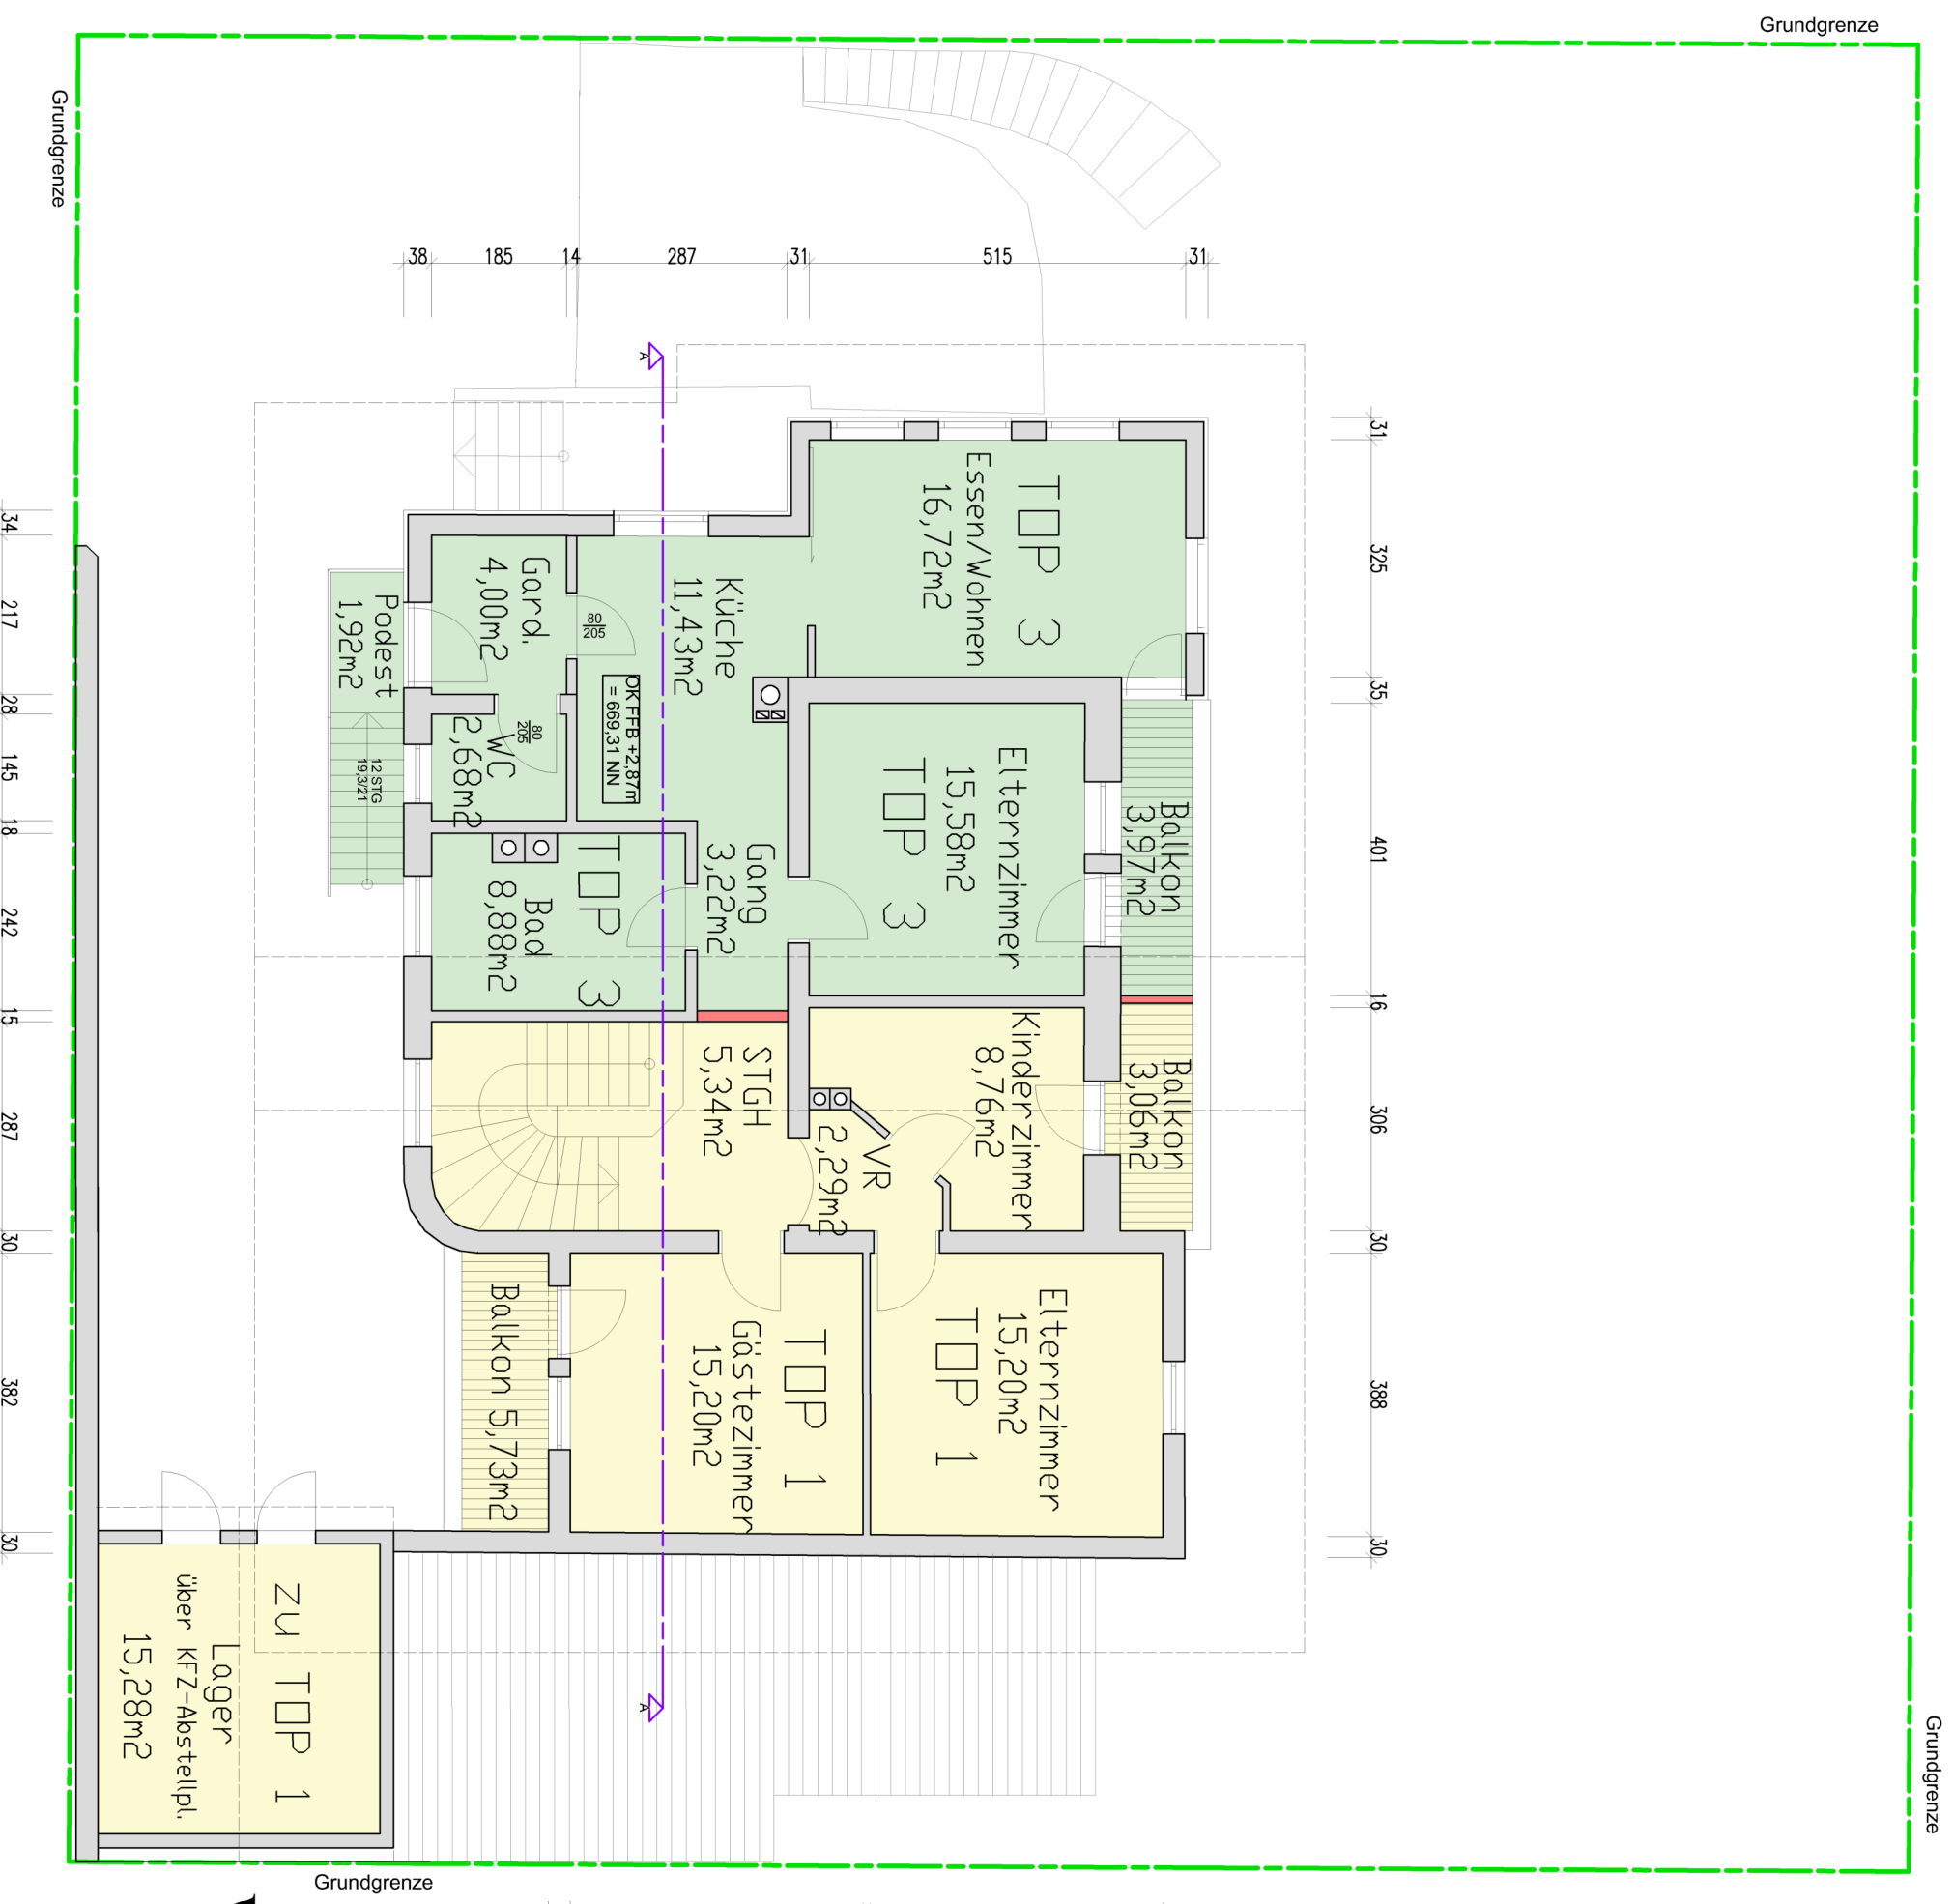 Grundgrenze
Grundgrenze
38 185 14 287 31 515 31
A
31
325
35
401
16
306
30
388
30
34
217
28
145
18
242
15
287
30
382
30
TOP 3
Essen/Wohnen
16,72m2
Küche
11,43m2
Gard.
4,00m2
80
205
Podest
1,92m2
OK FFB +2,87m
= 669,31 NN
WC
2,68m2
80
205
12 STG
19,3/21
Elternzimmer
15,58m2
TOP 3
Balkon
3,97m2
Gang
3,22m2
TOP 3
Bad
8,88m2
Kinderzimmer
8,76m2
Balkon
3,06m2
STGH
5,34m2
VR
2,29m2
Elternzimmer
15,20m2
TOP 1
TOP 1
Gästezimmer
15,20m2
Balkon 5,73m2
A
ZU TOP 1
Lager
über KFZ-Abstellpl.
15,28m2
Grundgrenze
Grundgrenze